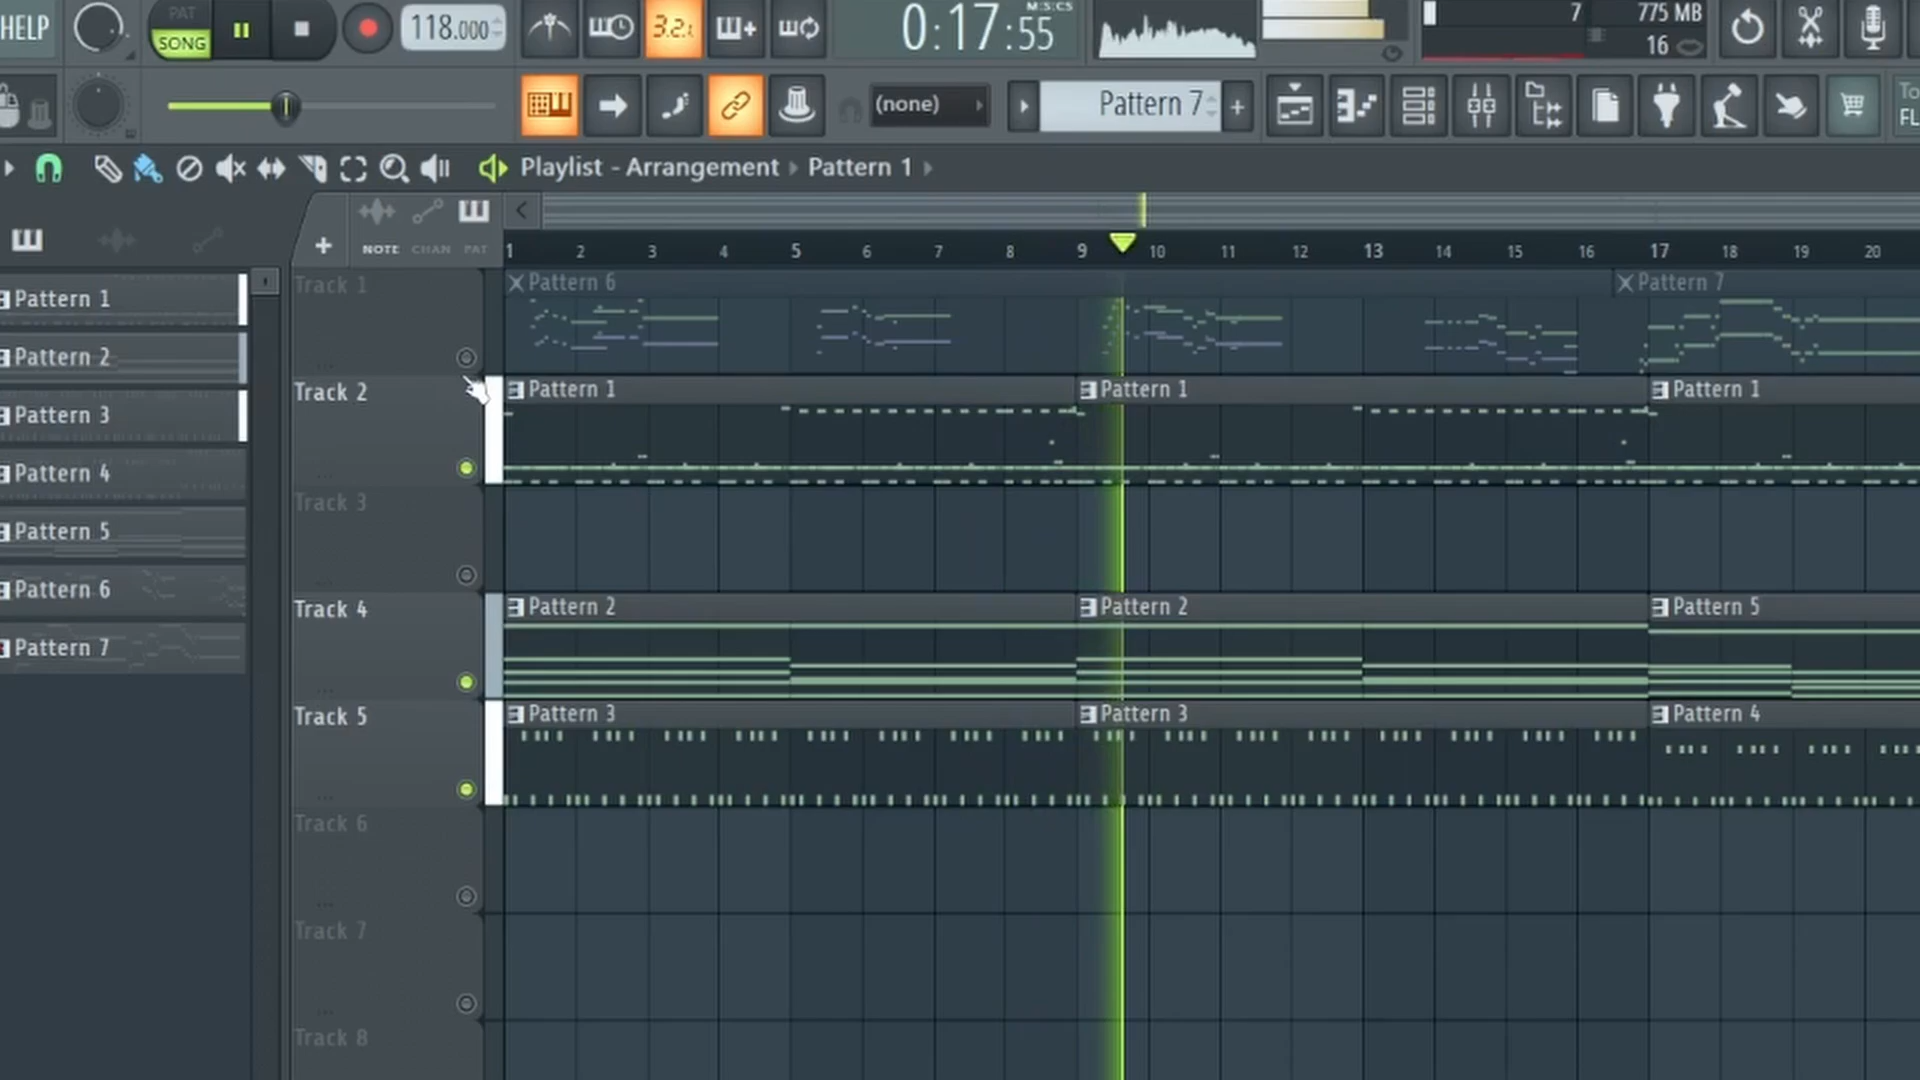 HELP
PAT
SONG
118.000
3.2.1
0:17:55
M:S:CS
7
775 MB
16
(none)
Pattern 7
+
To
FL
Playlist - Arrangement
Pattern 1
NOTE
CHAN
PAT
1 2 3 4 5 6 7 8 9 10 11 12 13 14 15 16 17 18 19 20
Pattern 1
Pattern 2
Pattern 3
Pattern 4
Pattern 5
Pattern 6
Pattern 7
Track 1
Pattern 6
Pattern 7
Track 2
Pattern 1
Pattern 1
Pattern 1
Track 3
Track 4
Pattern 2
Pattern 2
Pattern 5
Track 5
Pattern 3
Pattern 3
Pattern 4
Track 6
Track 7
Track 8